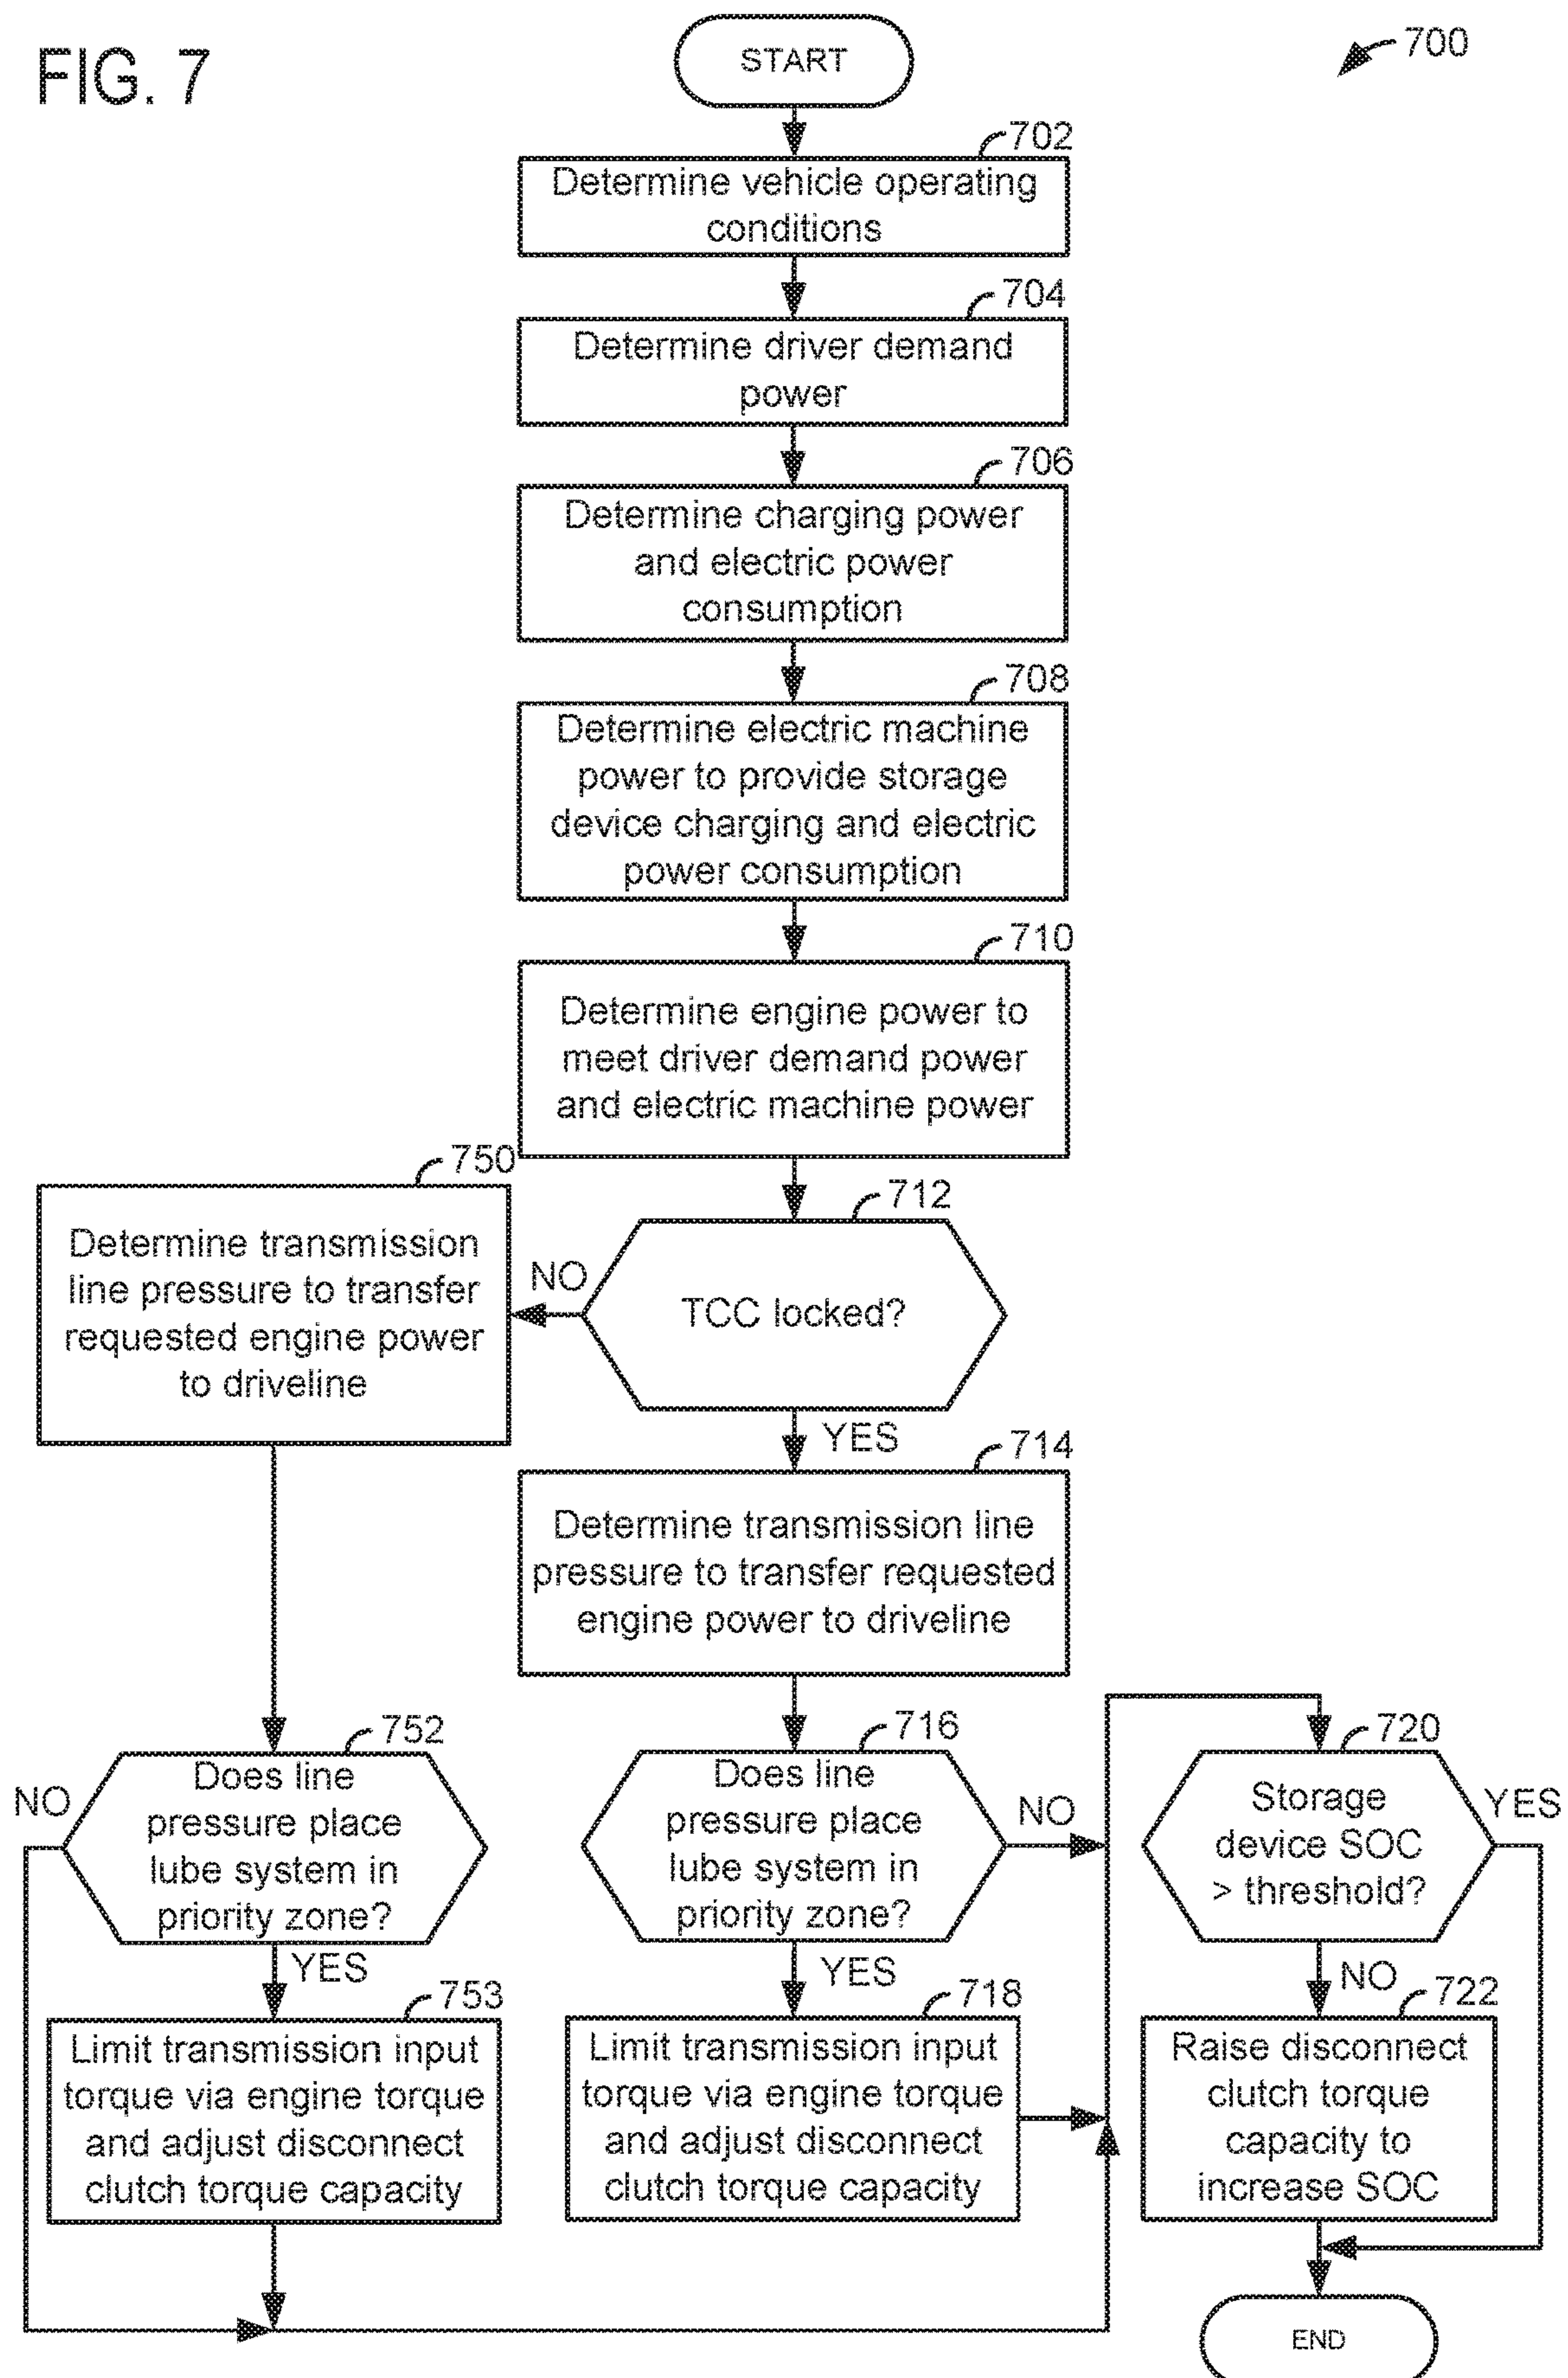 FIG. 7
START
700
702
Determine vehicle operating
conditions
704
Determine driver demand
power
706
Determine charging power
and electric power
consumption
708
Determine electric machine
power to provide storage
device charging and electric
power consumption
710
Determine engine power to
meet driver demand power
and electric machine power
750
Determine transmission
line pressure to transfer
requested engine power
to driveline
NO
712
TCC locked?
YES
714
Determine transmission line
pressure to transfer requested
engine power to driveline
752
NO
Does line
pressure place
lube system in
priority zone?
YES
716
Does line
pressure place
lube system in
priority zone?
NO
YES
720
Storage
device SOC
> threshold?
YES
NO
753
Limit transmission input
torque via engine torque
and adjust disconnect
clutch torque capacity
718
Limit transmission input
torque via engine torque
and adjust disconnect
clutch torque capacity
722
Raise disconnect
clutch torque
capacity to
increase SOC
END